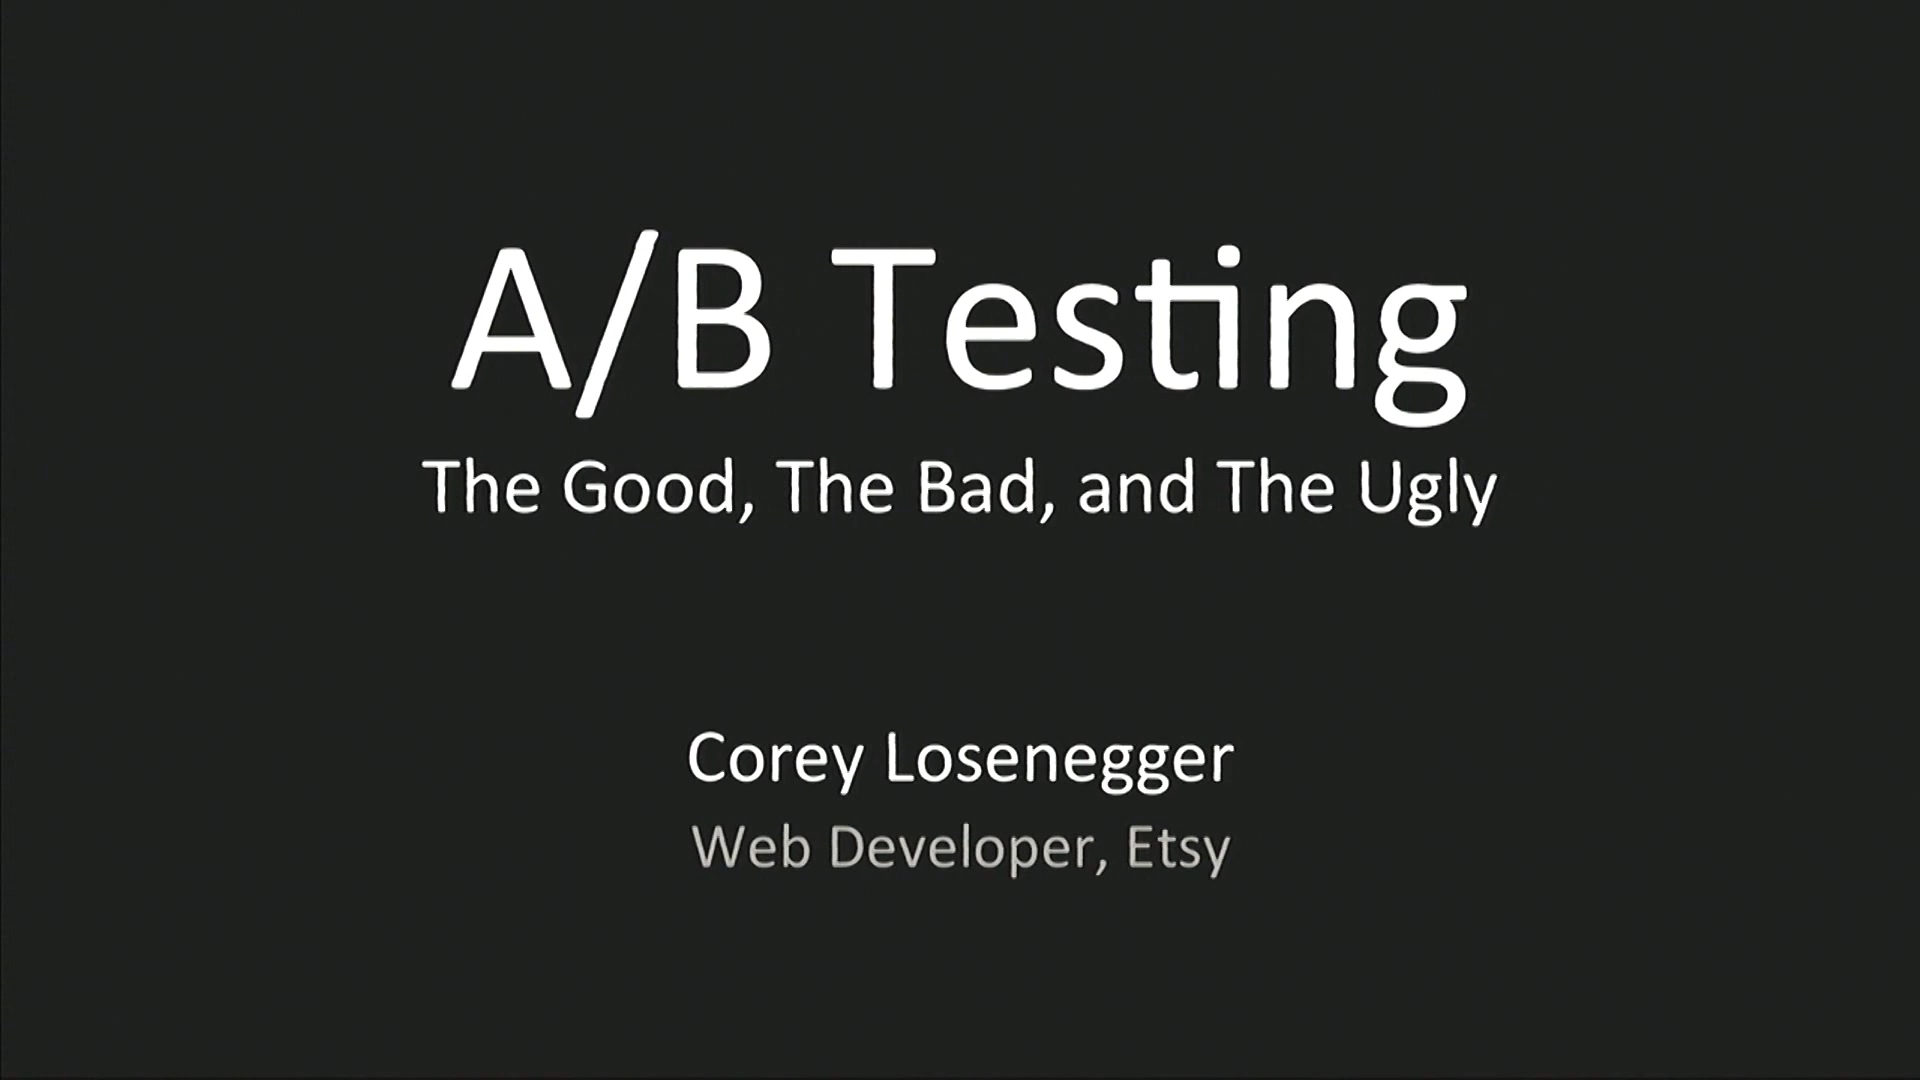 A/B Testing
The Good, The Bad, and The Ugly
Corey Losenegger
Web Developer, Etsy